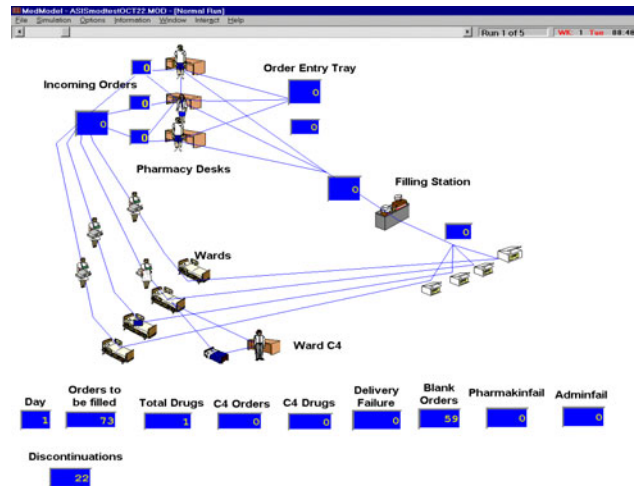 MedModel - ASISmodtestOCT22.MOD - [Normal Run]
File Simulation Options Information Window Interact Help
Run 1 of 5 WK 1 Tue 08:48
Incoming Orders
0
0
0
0
Order Entry Tray
0
0
Pharmacy Desks
0
Filling Station
0
Wards
Ward C4
Day
Orders to be filled
Total Drugs
C4 Orders
C4 Drugs
Delivery Failure
Blank Orders
Pharmakinfail
Adminfail
1 73 1 0 0 0 59 0 0
Discontinuations
22